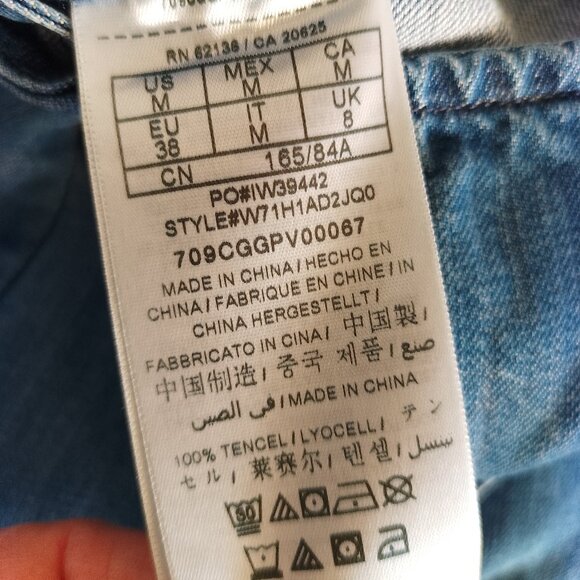 RN 62136 / CA 20625
US MEX CA
M M M
EU IT UK
38 M 8
CN 165/84A
PO#IW39442
STYLE#W71H1AD2JQ0
709CGGPV00067
MADE IN CHINA / HECHO EN
CHINA / FABRIQUE EN CHINE / IN
CHINA HERGESTELLT /
FABBRICATO IN CINA / 中国製 /
中国制造 / 중국 제품 / صنع
في الصين / MADE IN CHINA
100% TENCEL / LYOCELL / テン
セル / 莱赛尔 / 텐셀 / تنسسل